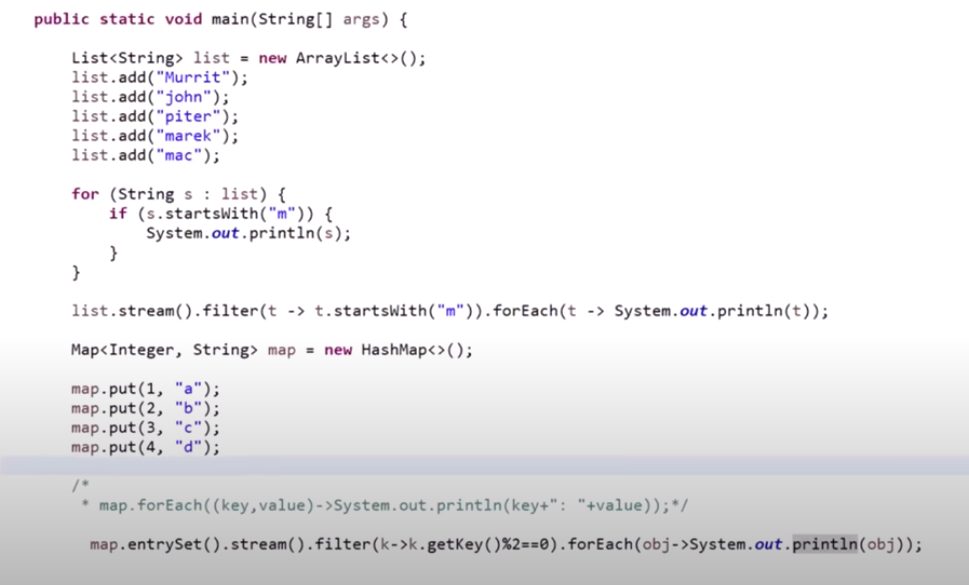 public static void main(String[] args) {
List<String> list = new ArrayList<>();
list.add("Murrit");
list.add("john");
list.add("piter");
list.add("marek");
list.add("mac");
for (String s : list) {
if (s.startsWith("m")) {
System.out.println(s);
}
}
list.stream().filter(t -> t.startsWith("m")).forEach(t -> System.out.println(t));
Map<Integer, String> map = new HashMap<>();
map.put(1, "a");
map.put(2, "b");
map.put(3, "c");
map.put(4, "d");
/*
* map.forEach((key,value)->System.out.println(key+": "+value));*/
map.entrySet().stream().filter(k->k.getKey()%2==0).forEach(obj->System.out.println(obj));